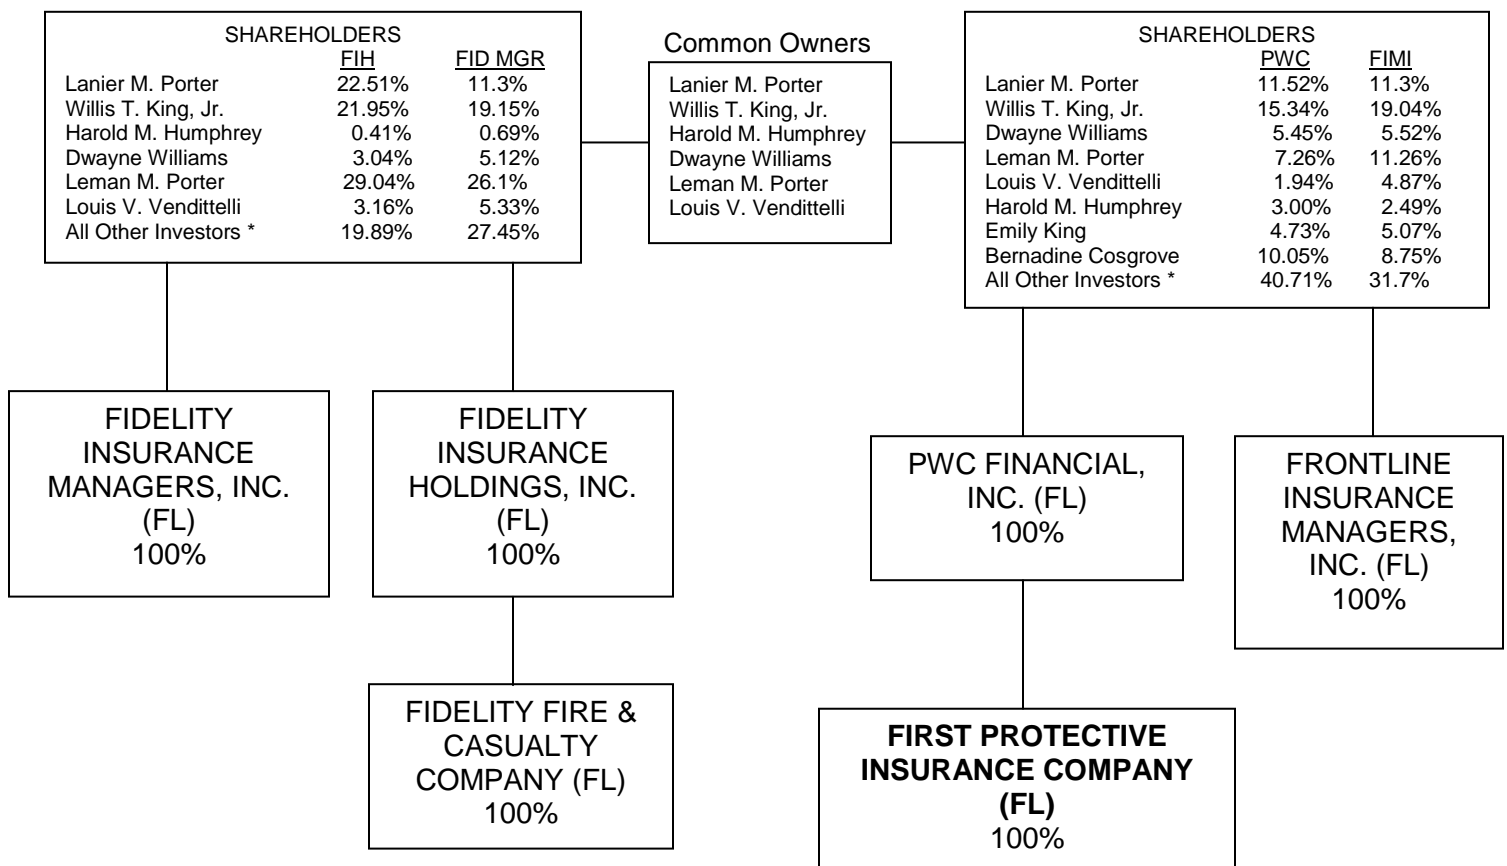 SHAREHOLDERS
FIH FID MGR
Lanier M. Porter 22.51% 11.3%
Willis T. King, Jr. 21.95% 19.15%
Harold M. Humphrey 0.41% 0.69%
Dwayne Williams 3.04% 5.12%
Leman M. Porter 29.04% 26.1%
Louis V. Vendittelli 3.16% 5.33%
All Other Investors * 19.89% 27.45%
Common Owners
Lanier M. Porter
Willis T. King, Jr.
Harold M. Humphrey
Dwayne Williams
Leman M. Porter
Louis V. Vendittelli
SHAREHOLDERS
PWC FIMI
Lanier M. Porter 11.52% 11.3%
Willis T. King, Jr. 15.34% 19.04%
Dwayne Williams 5.45% 5.52%
Leman M. Porter 7.26% 11.26%
Louis V. Vendittelli 1.94% 4.87%
Harold M. Humphrey 3.00% 2.49%
Emily King 4.73% 5.07%
Bernadine Cosgrove 10.05% 8.75%
All Other Investors * 40.71% 31.7%
FIDELITY
INSURANCE
MANAGERS, INC.
(FL)
100%
FIDELITY
INSURANCE
HOLDINGS, INC.
(FL)
100%
PWC FINANCIAL,
INC. (FL)
100%
FRONTLINE
INSURANCE
MANAGERS,
INC. (FL)
100%
FIDELITY FIRE &
CASUALTY
COMPANY (FL)
100%
FIRST PROTECTIVE
INSURANCE COMPANY
(FL)
100%